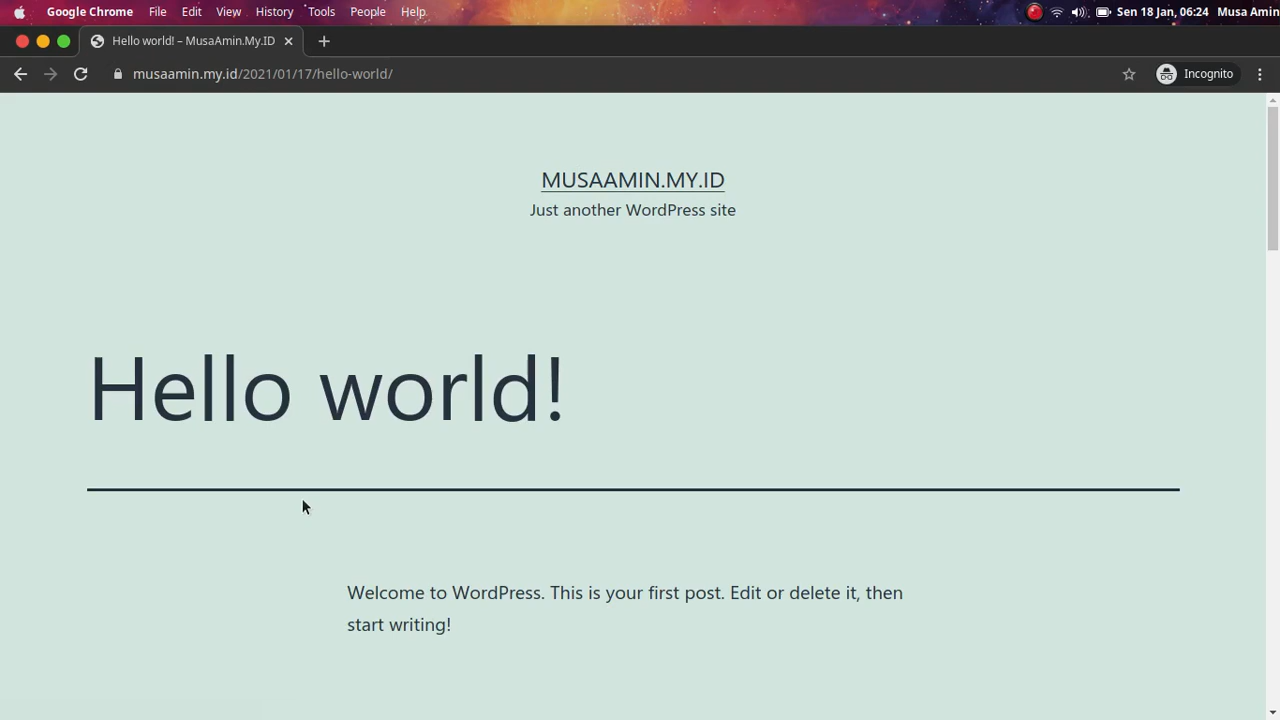 Google Chrome File Edit View History Tools People Help Sen 18 Jan, 06:24 Musa Amin
Hello world! – MusaAmin.My.ID
musaamin.my.id/2021/01/17/hello-world/ Incognito
MUSAAMIN.MY.ID
Just another WordPress site
Hello world!
Welcome to WordPress. This is your first post. Edit or delete it, then
start writing!